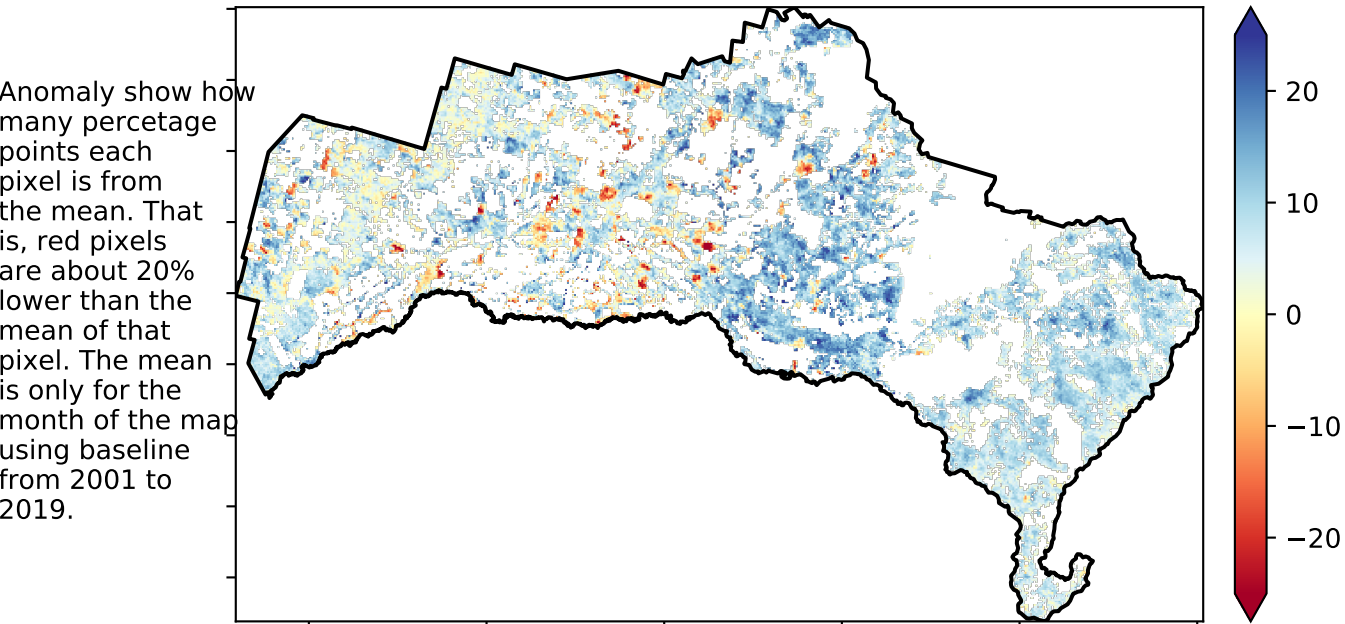 Anomaly show how
many percetage
points each
pixel is from
the mean. That
is, red pixels
are about 20%
lower than the
mean of that
pixel. The mean
is only for the
month of the map
using baseline
from 2001 to
2019.
20
10
0
−10
−20